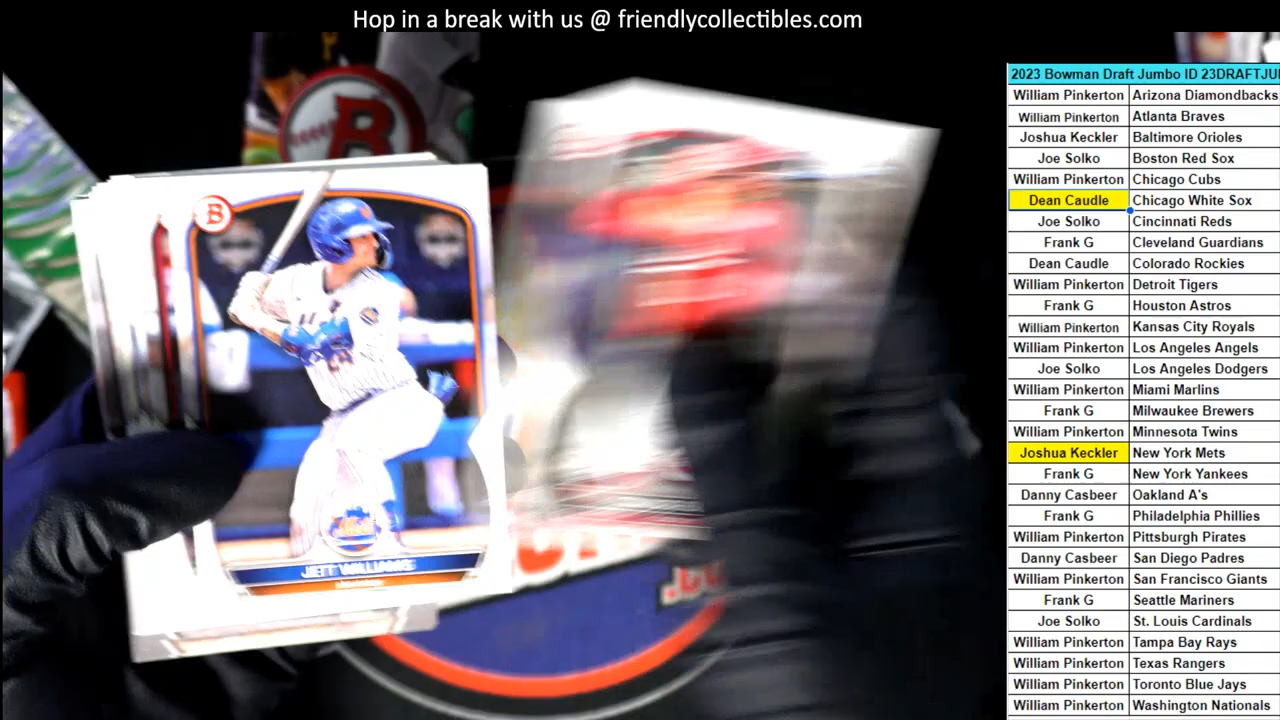 Hop in a break with us @ friendlycollectibles.com
2023 Bowman Draft Jumbo ID 23DRAFTJU
William Pinkerton Arizona Diamondbacks
William Pinkerton Atlanta Braves
Joshua Keckler Baltimore Orioles
Joe Solko Boston Red Sox
William Pinkerton Chicago Cubs
Dean Caudle Chicago White Sox
Joe Solko Cincinnati Reds
Frank G Cleveland Guardians
Dean Caudle Colorado Rockies
William Pinkerton Detroit Tigers
Frank G Houston Astros
William Pinkerton Kansas City Royals
William Pinkerton Los Angeles Angels
Joe Solko Los Angeles Dodgers
William Pinkerton Miami Marlins
Frank G Milwaukee Brewers
William Pinkerton Minnesota Twins
Joshua Keckler New York Mets
Frank G New York Yankees
Danny Casbeer Oakland A's
Frank G Philadelphia Phillies
William Pinkerton Pittsburgh Pirates
Danny Casbeer San Diego Padres
William Pinkerton San Francisco Giants
Frank G Seattle Mariners
Joe Solko St. Louis Cardinals
William Pinkerton Tampa Bay Rays
William Pinkerton Texas Rangers
William Pinkerton Toronto Blue Jays
William Pinkerton Washington Nationals
B
B
Mets
JETT WILLIAMS